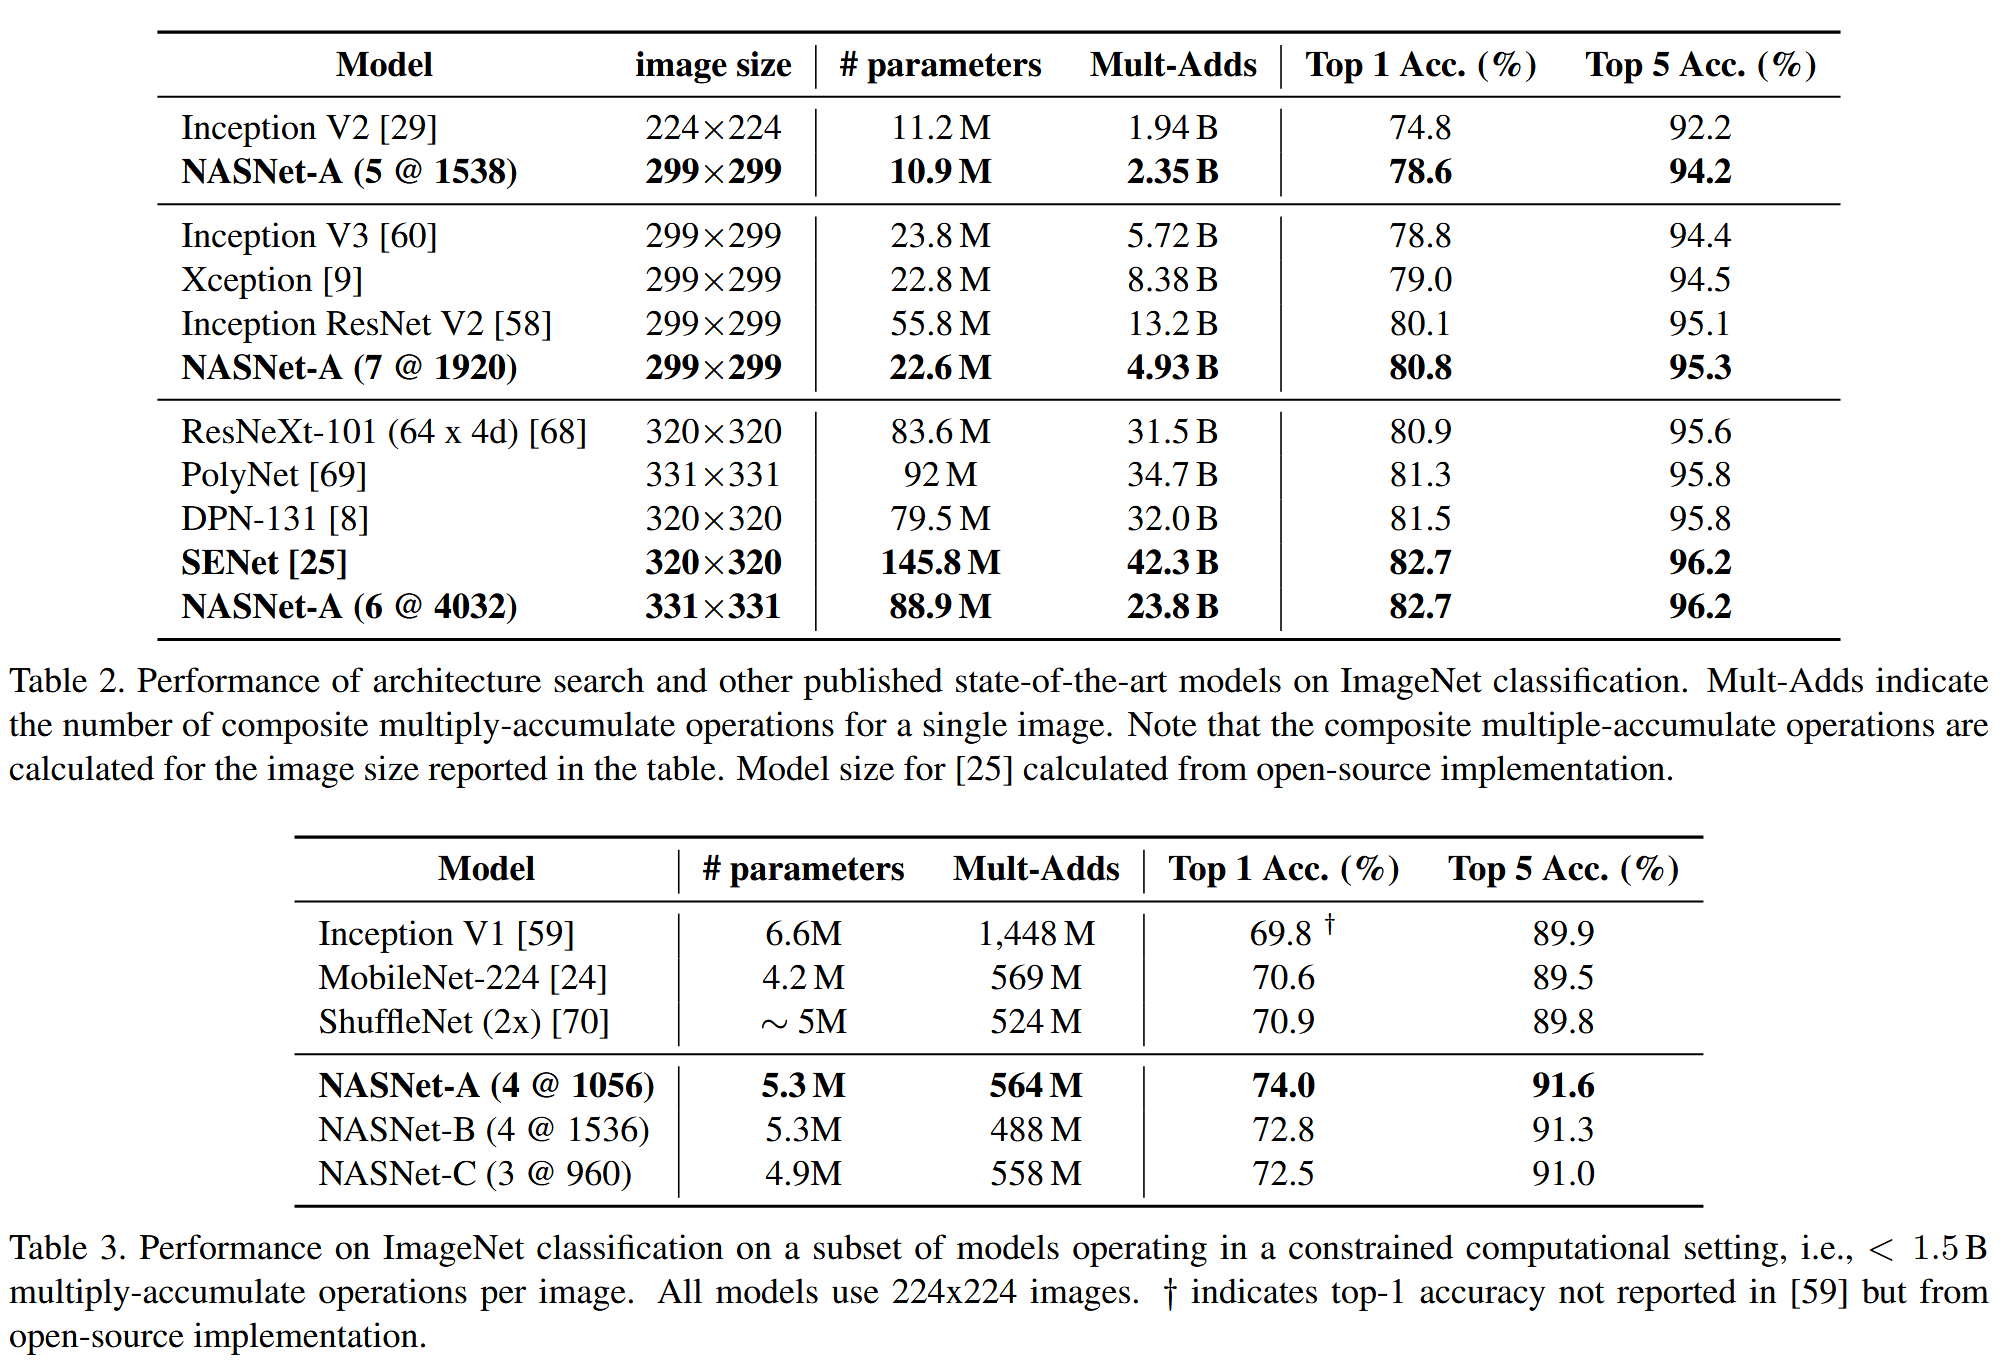 Model image size # parameters Mult-Adds Top 1 Acc. (%) Top 5 Acc. (%)
Inception V2 [29] 224×224 11.2 M 1.94 B 74.8 92.2
NASNet-A (5 @ 1538) 299×299 10.9 M 2.35 B 78.6 94.2
Inception V3 [60] 299×299 23.8 M 5.72 B 78.8 94.4
Xception [9] 299×299 22.8 M 8.38 B 79.0 94.5
Inception ResNet V2 [58] 299×299 55.8 M 13.2 B 80.1 95.1
NASNet-A (7 @ 1920) 299×299 22.6 M 4.93 B 80.8 95.3
ResNeXt-101 (64 x 4d) [68] 320×320 83.6 M 31.5 B 80.9 95.6
PolyNet [69] 331×331 92 M 34.7 B 81.3 95.8
DPN-131 [8] 320×320 79.5 M 32.0 B 81.5 95.8
SENet [25] 320×320 145.8 M 42.3 B 82.7 96.2
NASNet-A (6 @ 4032) 331×331 88.9 M 23.8 B 82.7 96.2
Table 2. Performance of architecture search and other published state-of-the-art models on ImageNet classification. Mult-Adds indicate
the number of composite multiply-accumulate operations for a single image. Note that the composite multiple-accumulate operations are
calculated for the image size reported in the table. Model size for [25] calculated from open-source implementation.
Model # parameters Mult-Adds Top 1 Acc. (%) Top 5 Acc. (%)
Inception V1 [59] 6.6M 1,448 M 69.8 † 89.9
MobileNet-224 [24] 4.2 M 569 M 70.6 89.5
ShuffleNet (2x) [70] ∼ 5M 524 M 70.9 89.8
NASNet-A (4 @ 1056) 5.3 M 564 M 74.0 91.6
NASNet-B (4 @ 1536) 5.3M 488 M 72.8 91.3
NASNet-C (3 @ 960) 4.9M 558 M 72.5 91.0
Table 3. Performance on ImageNet classification on a subset of models operating in a constrained computational setting, i.e., < 1.5 B
multiply-accumulate operations per image. All models use 224x224 images. † indicates top-1 accuracy not reported in [59] but from
open-source implementation.